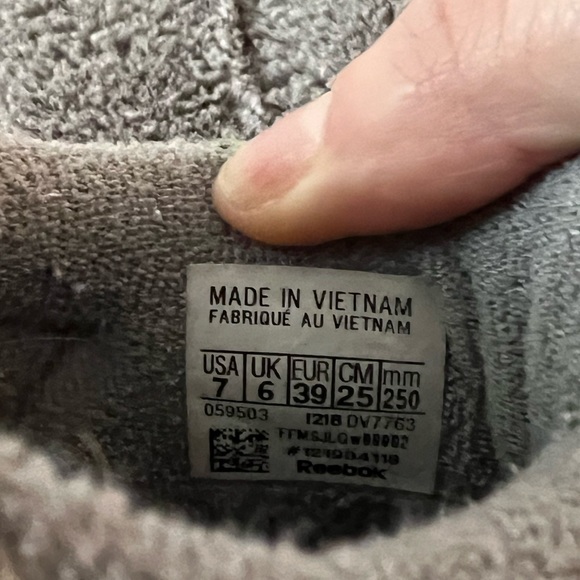 MADE IN VIETNAM
FABRIQUÉ AU VIETNAM
USA UK EUR CM mm
7 6 39 25 250
059503 1218 DV7763
Reebok